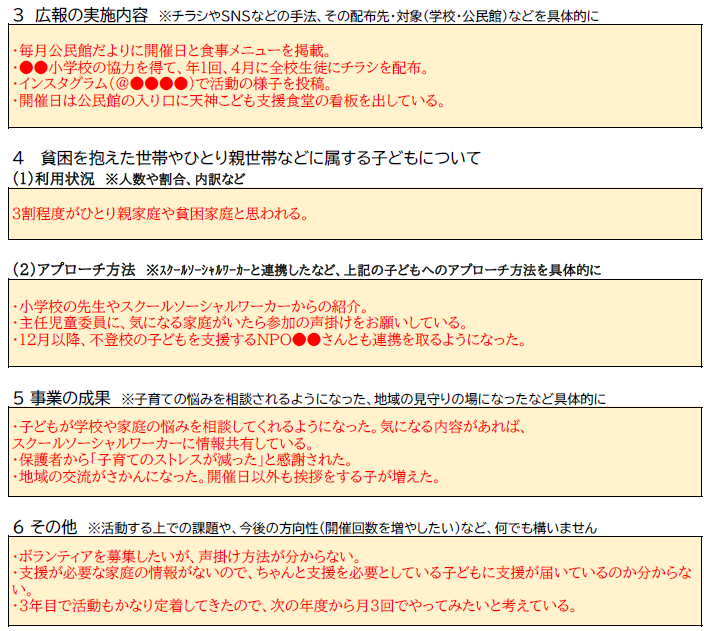 3 広報の実施内容 ※チラシやSNSなどの手法、その配布先・対象(学校・公民館)などを具体的に
・毎月公民館だよりに開催日と食事メニューを掲載。
・●●小学校の協力を得て、年1回、4月に全校生徒にチラシを配布。
・インスタグラム(@●●●●)で活動の様子を投稿。
・開催日は公民館の入り口に天神こども支援食堂の看板を出している。
4 貧困を抱えた世帯やひとり親世帯などに属する子どもについて
(1)利用状況 ※人数や割合、内訳など
3割程度がひとり親家庭や貧困家庭と思われる。
(2)アプローチ方法 ※ｽｸｰﾙｿｰｼｬﾙﾜｰｶｰと連携したなど、上記の子どもへのアプローチ方法を具体的に
・小学校の先生やスクールソーシャルワーカーからの紹介。
・主任児童委員に、気になる家庭がいたら参加の声掛けをお願いしている。
・12月以降、不登校の子どもを支援するNPO●●さんとも連携を取るようになった。
5 事業の成果 ※子育ての悩みを相談されるようになった、地域の見守りの場になったなど具体的に
・子どもが学校や家庭の悩みを相談してくれるようになった。気になる内容があれば、
スクールソーシャルワーカーに情報共有している。
・保護者から「子育てのストレスが減った」と感謝された。
・地域の交流がさかんになった。開催日以外も挨拶をする子が増えた。
6 その他 ※活動する上での課題や、今後の方向性(開催回数を増やしたい)など、何でも構いません
・ボランティアを募集したいが、声掛け方法が分からない。
・支援が必要な家庭の情報がないので、ちゃんと支援を必要としている子どもに支援が届いているのか分からな
い。
・3年目で活動もかなり定着してきたので、次の年度から月3回でやってみたいと考えている。